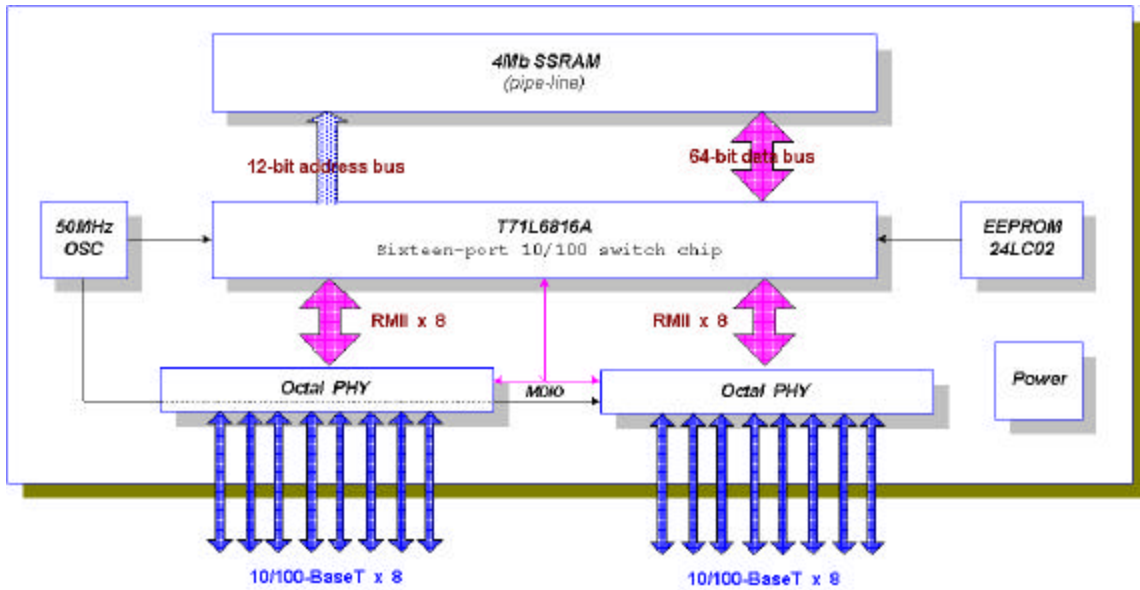 4Mb SSRAM
(pipe-line)
12-bit address bus
64-bit data bus
50MHz
OSC
T71L6816A
Sixteen-port 10/100 switch chip
EEPROM
24LC02
RMII x 8
RMII x 8
Octal PHY
MDIO
Octal PHY
Power
10/100-BaseT x 8
10/100-BaseT x 8